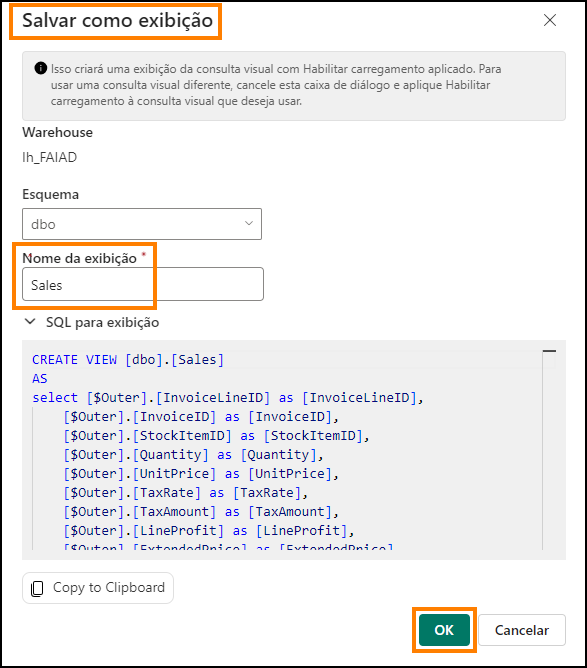 Salvar como exibição
Isso criará uma exibição da consulta visual com Habilitar carregamento aplicado. Para
usar uma consulta visual diferente, cancele esta caixa de diálogo e aplique Habilitar
carregamento à consulta visual que deseja usar.
Warehouse
lh_FAIAD
Esquema
dbo
Nome da exibição *
Sales
SQL para exibição
CREATE VIEW [dbo].[Sales]
AS
select [$Outer].[InvoiceLineID] as [InvoiceLineID],
[$Outer].[InvoiceID] as [InvoiceID],
[$Outer].[StockItemID] as [StockItemID],
[$Outer].[Quantity] as [Quantity],
[$Outer].[UnitPrice] as [UnitPrice],
[$Outer].[TaxRate] as [TaxRate],
[$Outer].[TaxAmount] as [TaxAmount],
[$Outer].[LineProfit] as [LineProfit],
[$Outer].[ExtendedPrice] as [ExtendedPrice]
Copy to Clipboard
OK
Cancelar